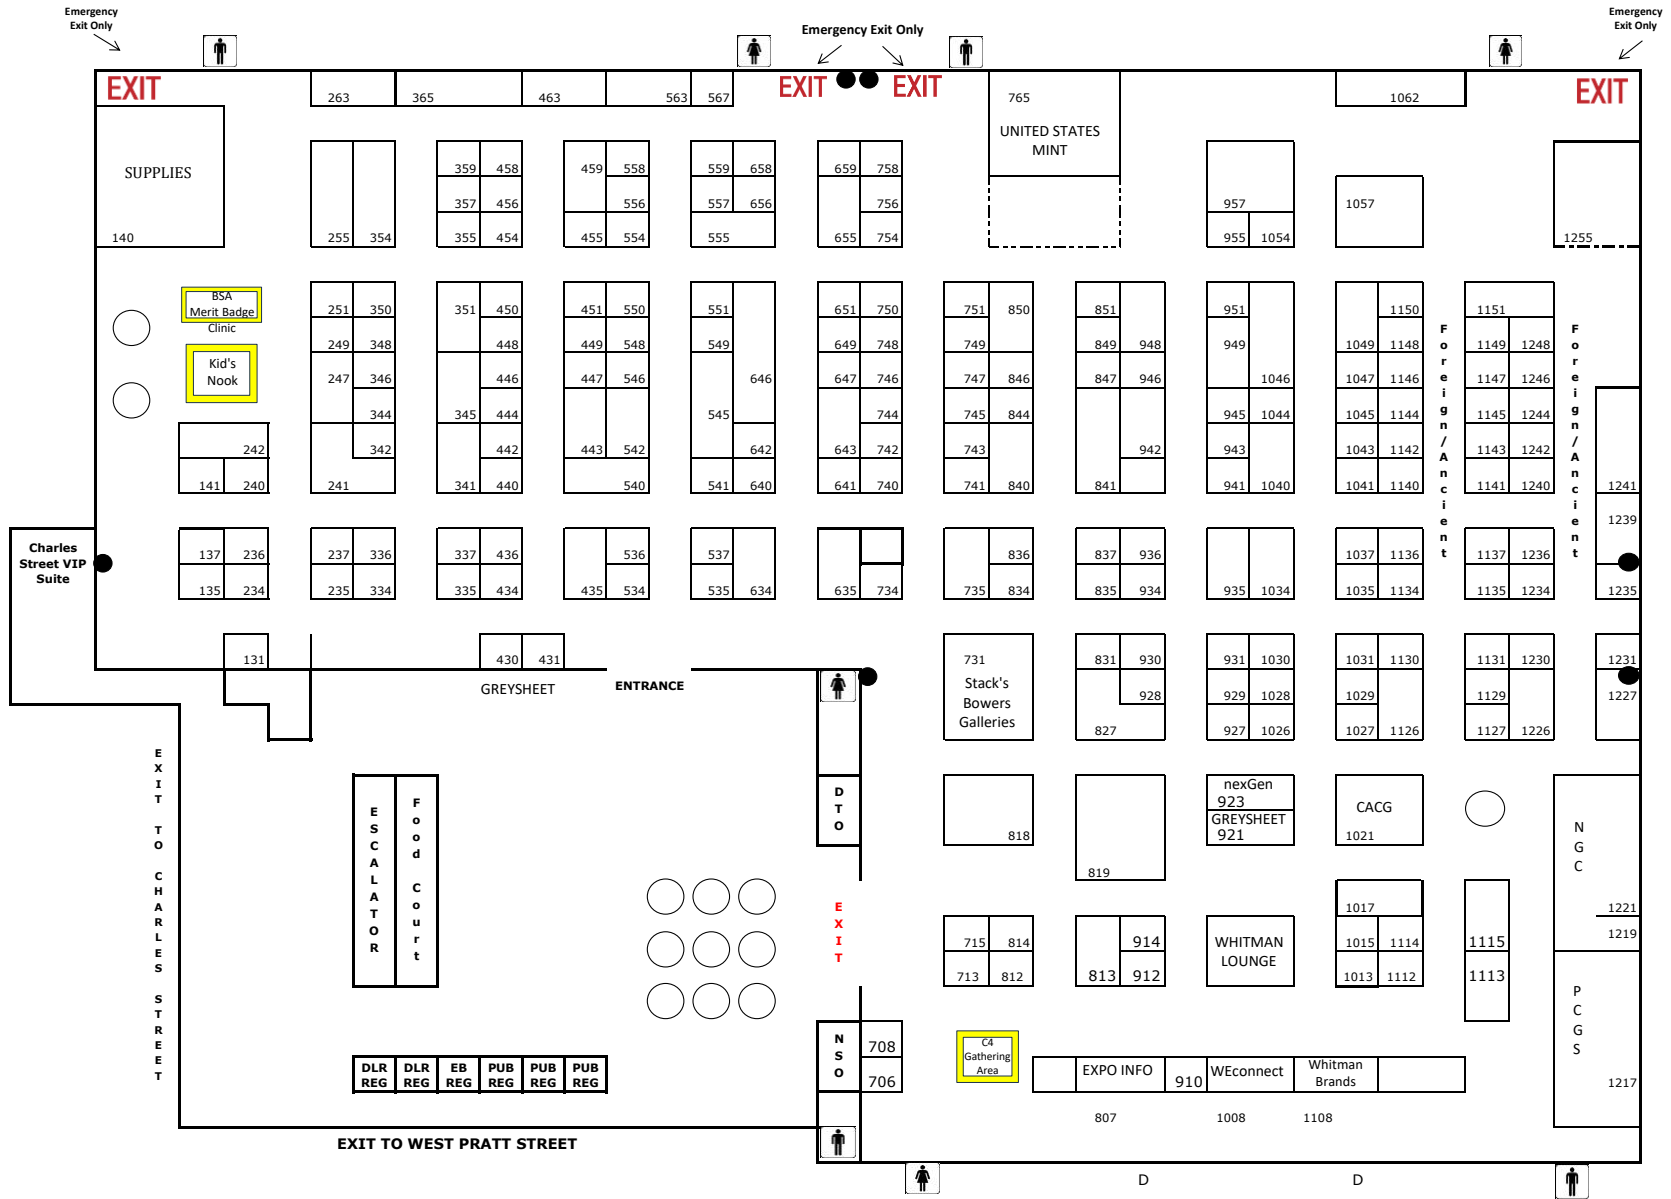 Emergency
Exit Only
Emergency Exit Only
Emergency
Exit Only
EXIT
EXIT
EXIT
EXIT
263 365 463 563 567
765
UNITED STATES
MINT
1062
SUPPLIES
140
359 458 459 558 559 658 659 758
357 456 556 557 656 756 957 1057
255 354 355 454 455 554 555 655 754 955 1054 1255
BSA
Merit Badge
Clinic
Kid's
Nook
251 350 351 450 451 550 551 651 750 751 850 851 951 1150 1151
249 348 448 449 548 549 649 748 749 849 948 949 1049 1148 1149 1248
247 346 446 447 546 646 647 746 747 846 847 946 1046 1047 1146 1147 1246
344 345 444 545 744 745 844 945 1044 1045 1144 1145 1244
242 342 442 443 542 642 643 742 743 942 943 1043 1142 1143 1242
141 240 241 341 440 540 541 640 641 740 741 840 841 941 1040 1041 1140 1141 1240 1241
Foreign/Ancient
Foreign/Ancient
1239
Charles
Street VIP
Suite
137 236 237 336 337 436 536 537 836 837 936 1037 1136 1137 1236
135 234 235 334 335 434 435 534 535 634 635 734 735 834 835 934 935 1034 1035 1134 1135 1234 1235
131 430 431
GREYSHEET
ENTRANCE
731
Stack's
Bowers
Galleries
831 930 931 1030 1031 1130 1131 1230 1231
928 929 1028 1029 1129 1227
827 927 1026 1027 1126 1127 1226
EXIT TO CHARLES STREET
ESCALATOR
Food Court
DTO
EXIT
818
819
nexGen
923
GREYSHEET
921
CACG
1021
NGC
1221
1219
1017
715 814 914 1015 1114 1115
713 812 813 912 1013 1112 1113
WHITMAN
LOUNGE
PCGS
1217
NSO
708
706
C4
Gathering
Area
EXPO INFO
910
WEconnect
Whitman
Brands
807 1008 1108
DLR
REG
DLR
REG
EB
REG
PUB
REG
PUB
REG
PUB
REG
EXIT TO WEST PRATT STREET
D D